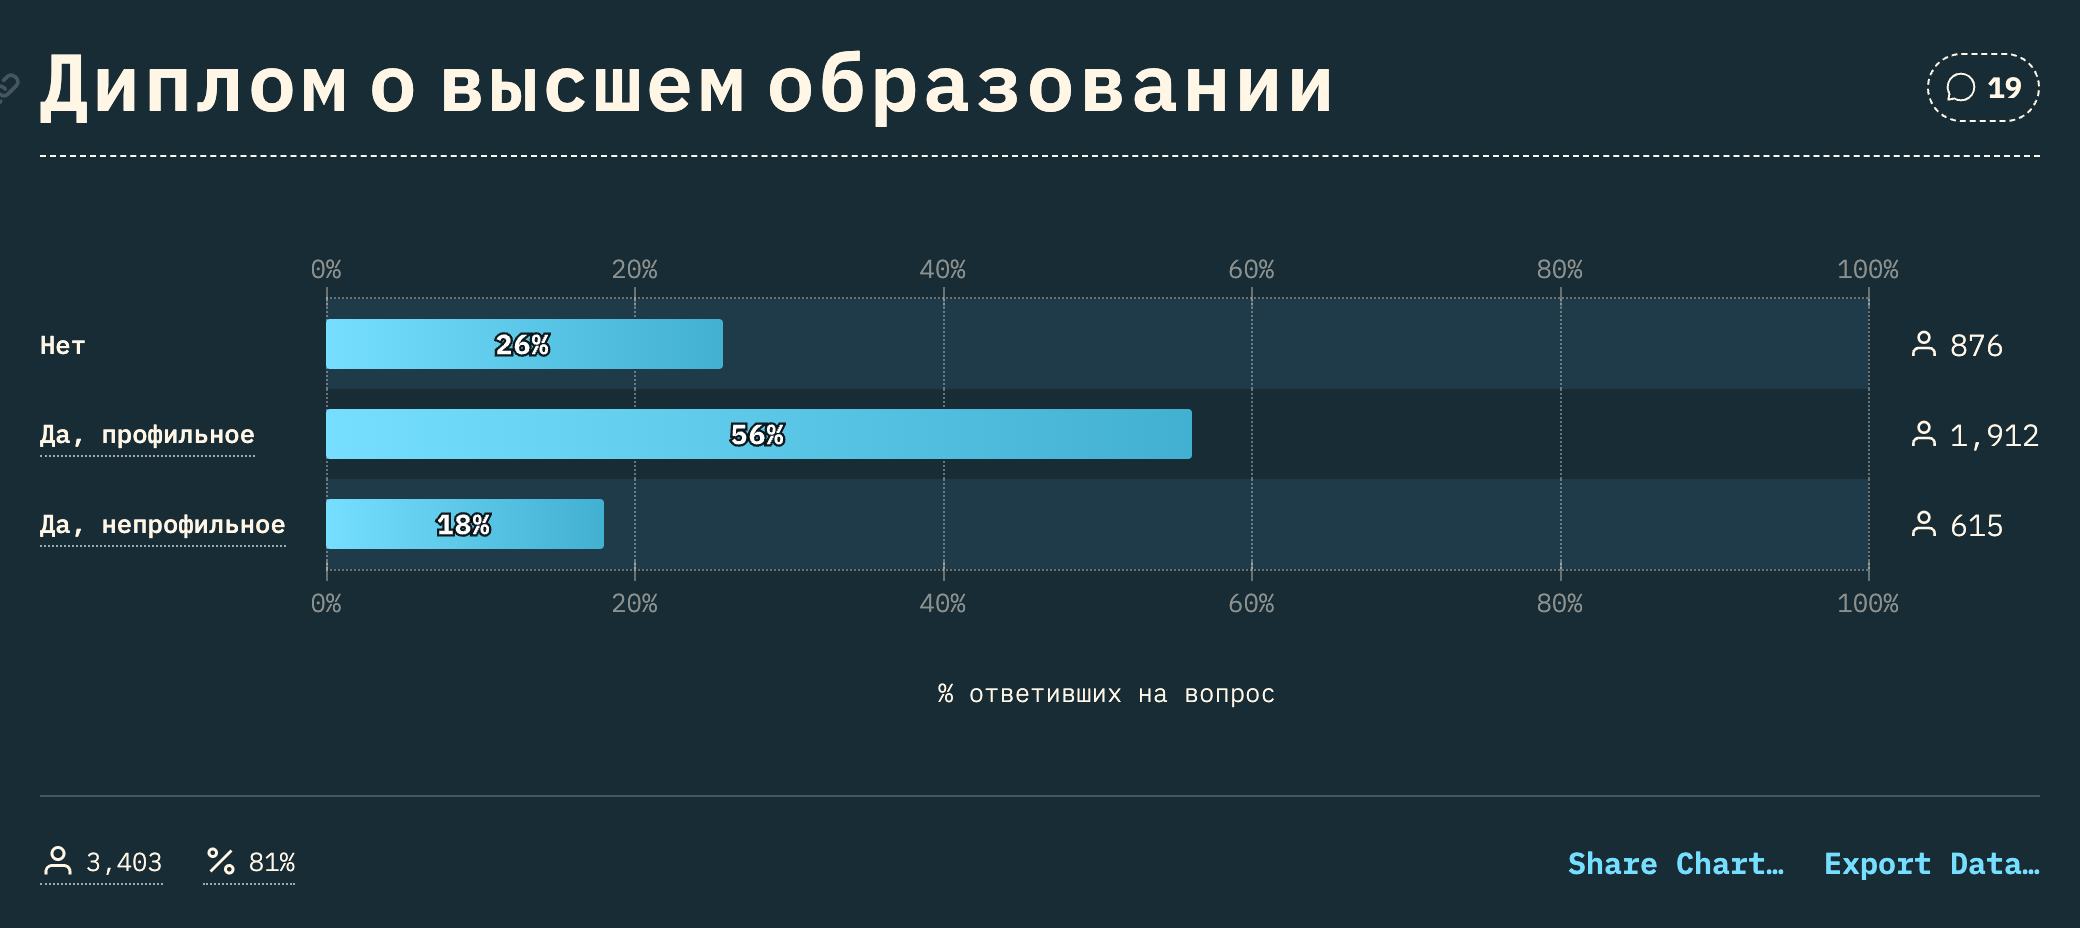 Диплом о высшем образовании
19
0% 20% 40% 60% 80% 100%
Нет 26% 876
Да, профильное 56% 1,912
Да, непрофильное 18% 615
0% 20% 40% 60% 80% 100%
% ответивших на вопрос
3,403 81% Share Chart… Export Data…